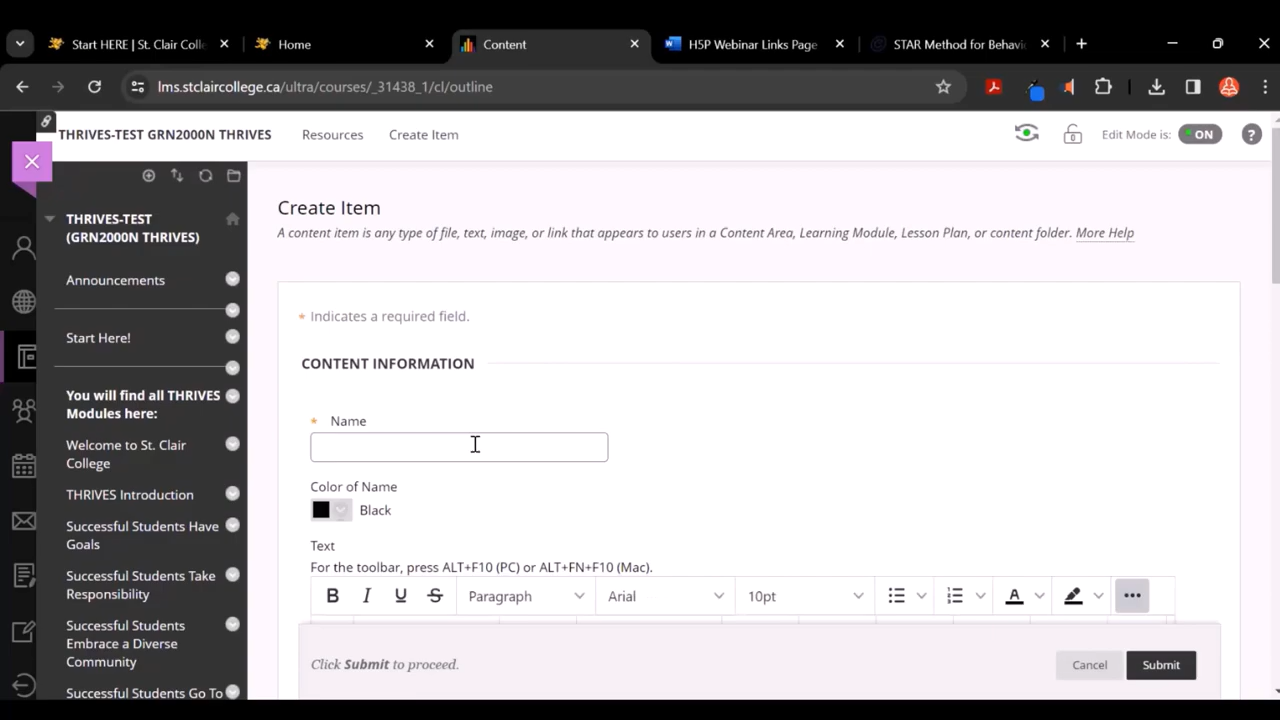 Start HERE | St. Clair Coll
Home
Content
H5P Webinar Links Page
STAR Method for Behavi
lms.stclaircollege.ca/ultra/courses/_31438_1/cl/outline
THRIVES-TEST GRN2000N THRIVES
Resources
Create Item
Edit Mode is:
ON
?
THRIVES-TEST
(GRN2000N THRIVES)
Announcements
Start Here!
You will find all THRIVES
Modules here:
Welcome to St. Clair
College
THRIVES Introduction
Successful Students Have
Goals
Successful Students Take
Responsibility
Successful Students
Embrace a Diverse
Community
Successful Students Go To
Create Item
A content item is any type of file, text, image, or link that appears to users in a Content Area, Learning Module, Lesson Plan, or content folder. More Help
* Indicates a required field.
CONTENT INFORMATION
* Name
Color of Name
Black
Text
For the toolbar, press ALT+F10 (PC) or ALT+FN+F10 (Mac).
B I U S Paragraph Arial 10pt A
Click Submit to proceed.
Cancel
Submit